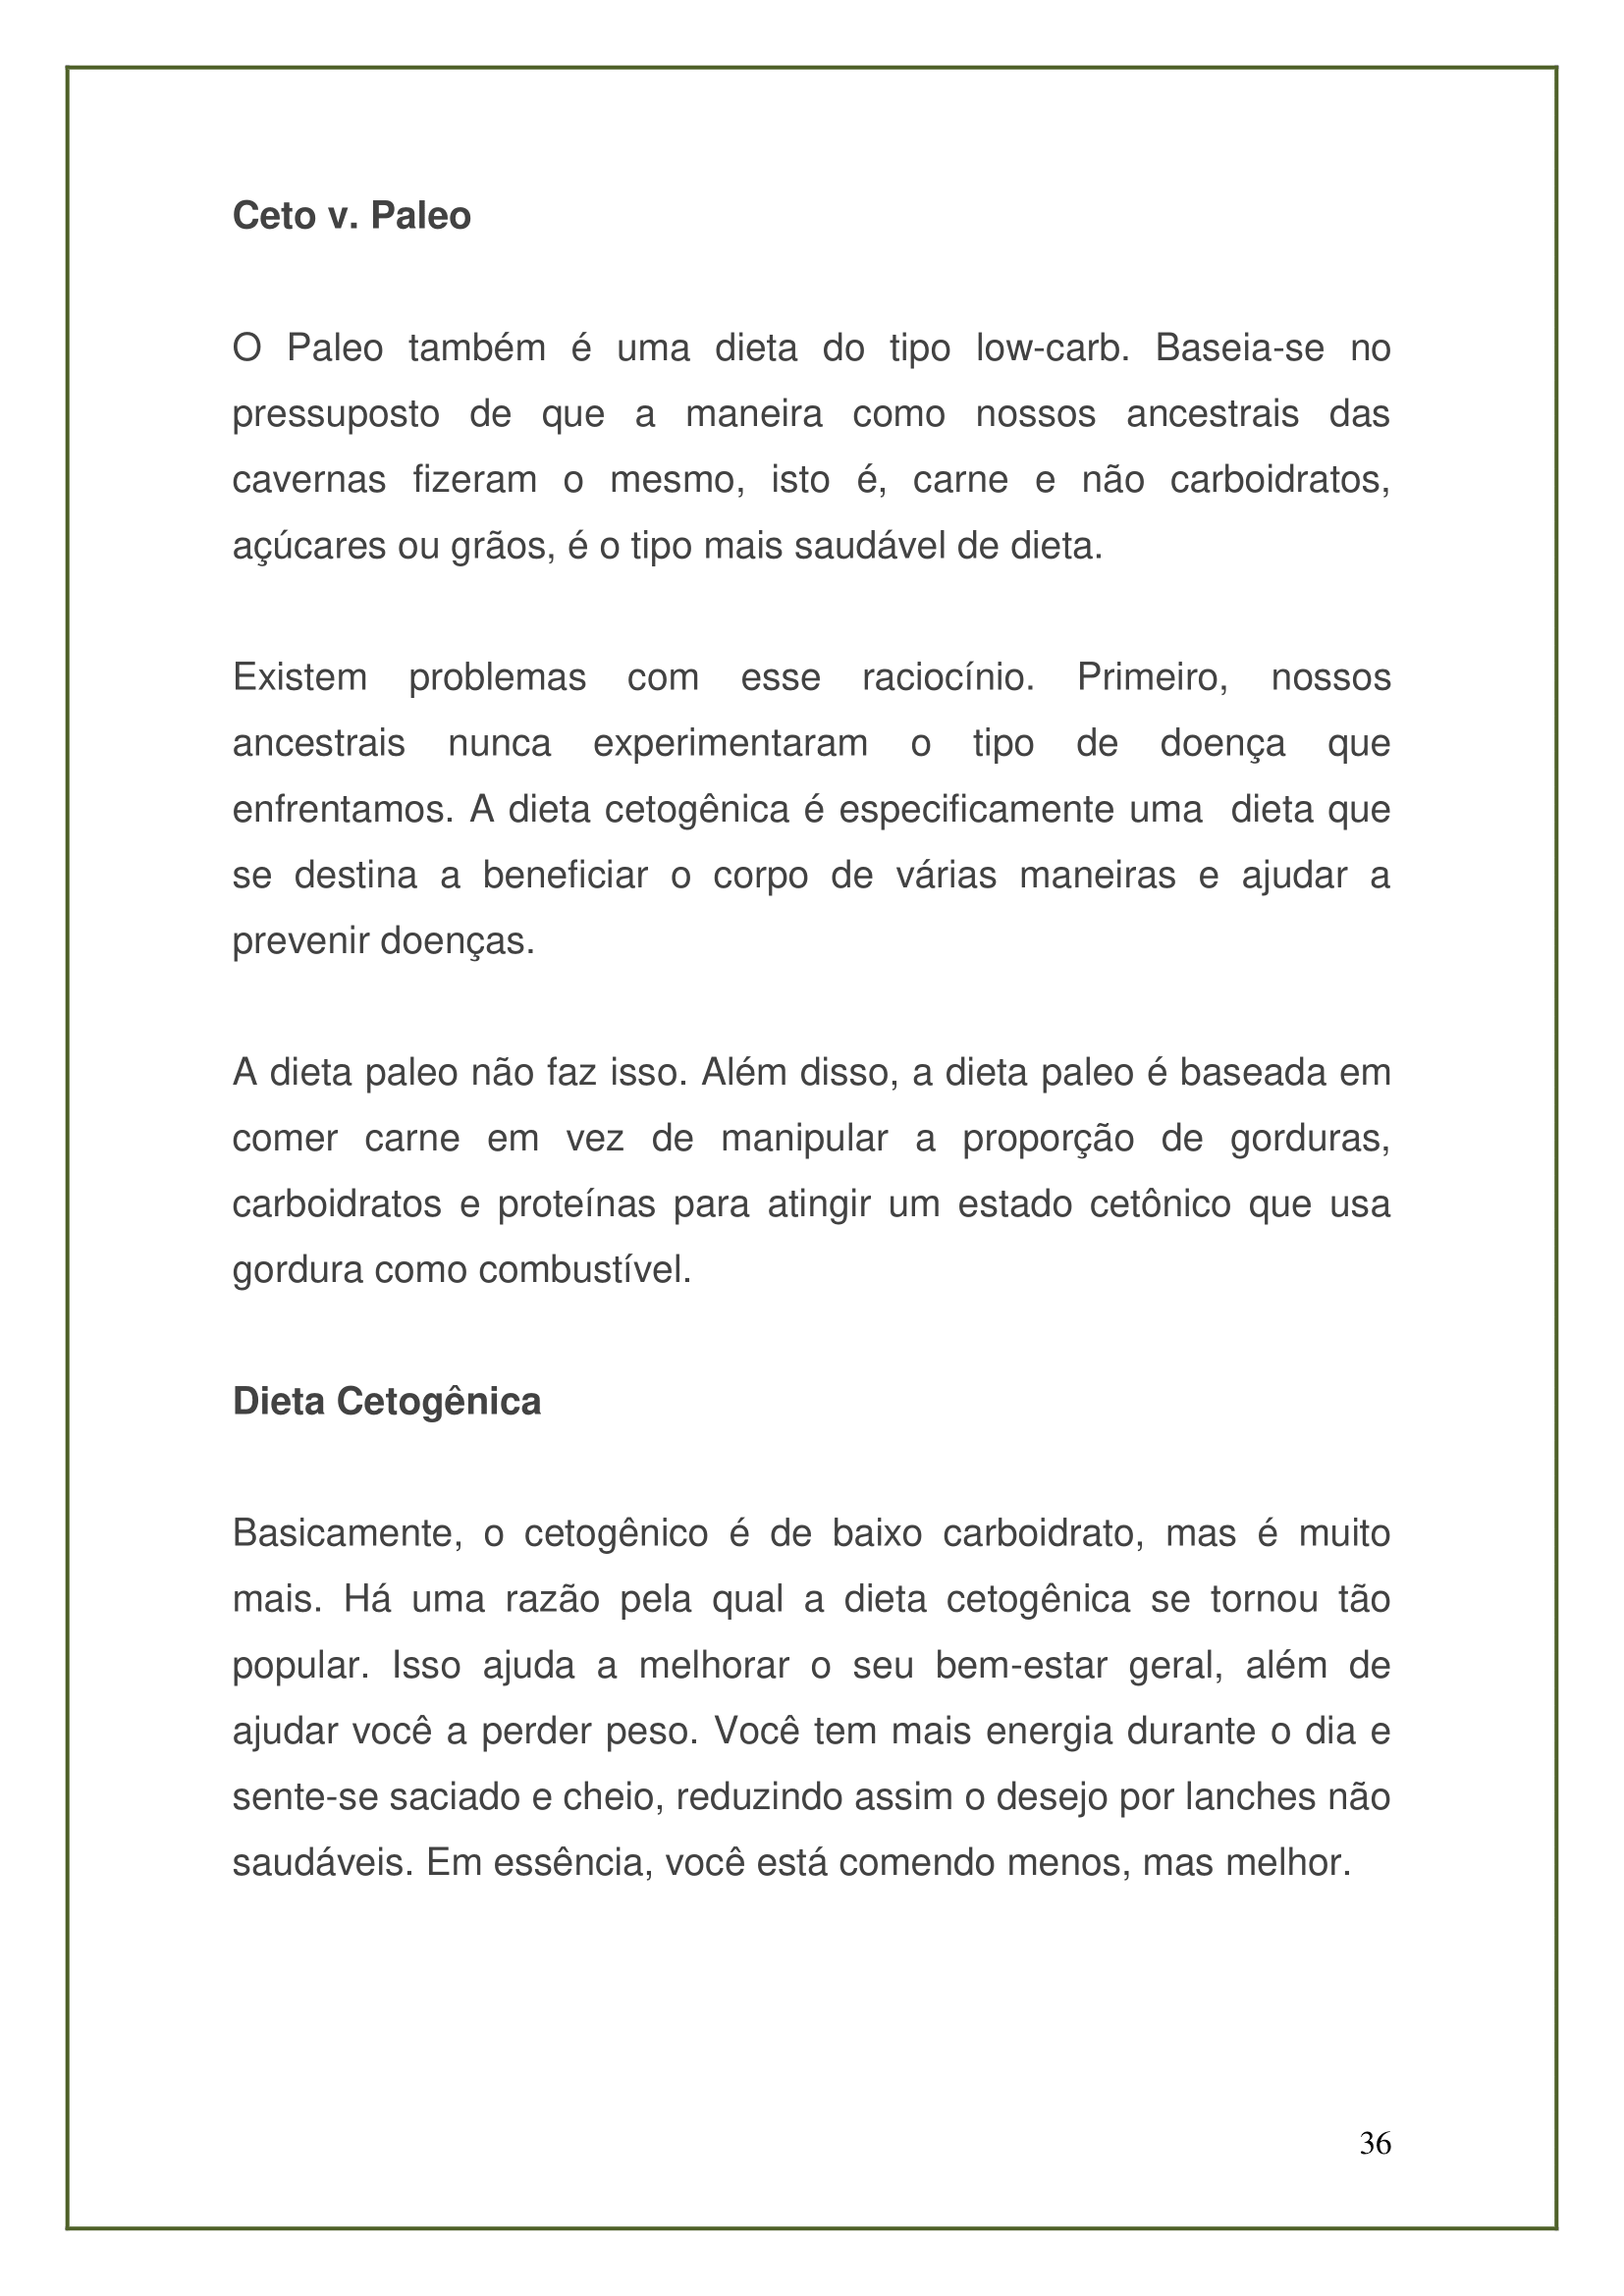 Ceto v. Paleo
O Paleo também é uma dieta do tipo low-carb. Baseia-se no
pressuposto de que a maneira como nossos ancestrais das
cavernas fizeram o mesmo, isto é, carne e não carboidratos,
açúcares ou grãos, é o tipo mais saudável de dieta.
Existem problemas com esse raciocínio. Primeiro, nossos
ancestrais nunca experimentaram o tipo de doença que
enfrentamos. A dieta cetogênica é especificamente uma  dieta que
se destina a beneficiar o corpo de várias maneiras e ajudar a
prevenir doenças.
A dieta paleo não faz isso. Além disso, a dieta paleo é baseada em
comer carne em vez de manipular a proporção de gorduras,
carboidratos e proteínas para atingir um estado cetônico que usa
gordura como combustível.
Dieta Cetogênica
Basicamente, o cetogênico é de baixo carboidrato, mas é muito
mais. Há uma razão pela qual a dieta cetogênica se tornou tão
popular. Isso ajuda a melhorar o seu bem-estar geral, além de
ajudar você a perder peso. Você tem mais energia durante o dia e
sente-se saciado e cheio, reduzindo assim o desejo por lanches não
saudáveis. Em essência, você está comendo menos, mas melhor.
36